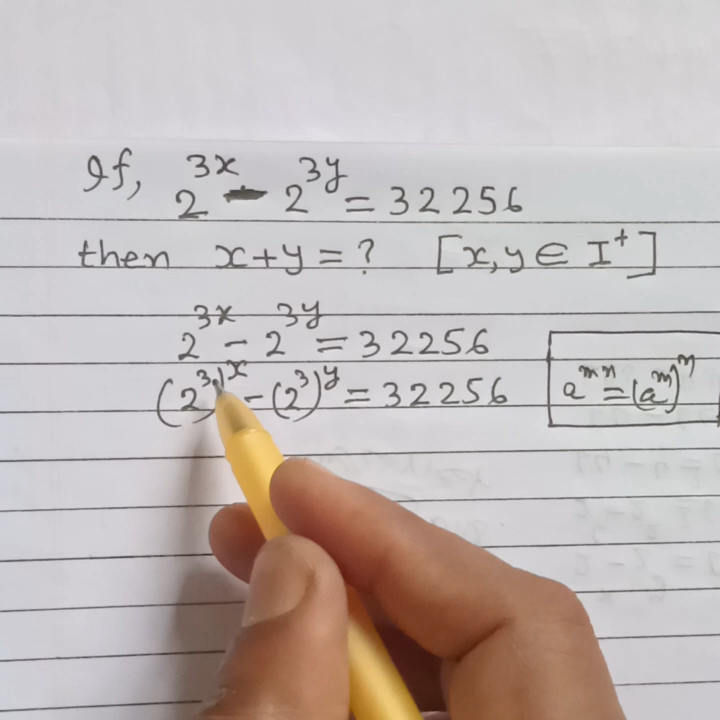 If, 2^{3x} - 2^{3y} = 32256
then x+y = ? [x,y ∈ I^+]
2^{3x} - 2^{3y} = 32256
(2^3)^x - (2^3)^y = 32256
a^{mn} = (a^m)^n